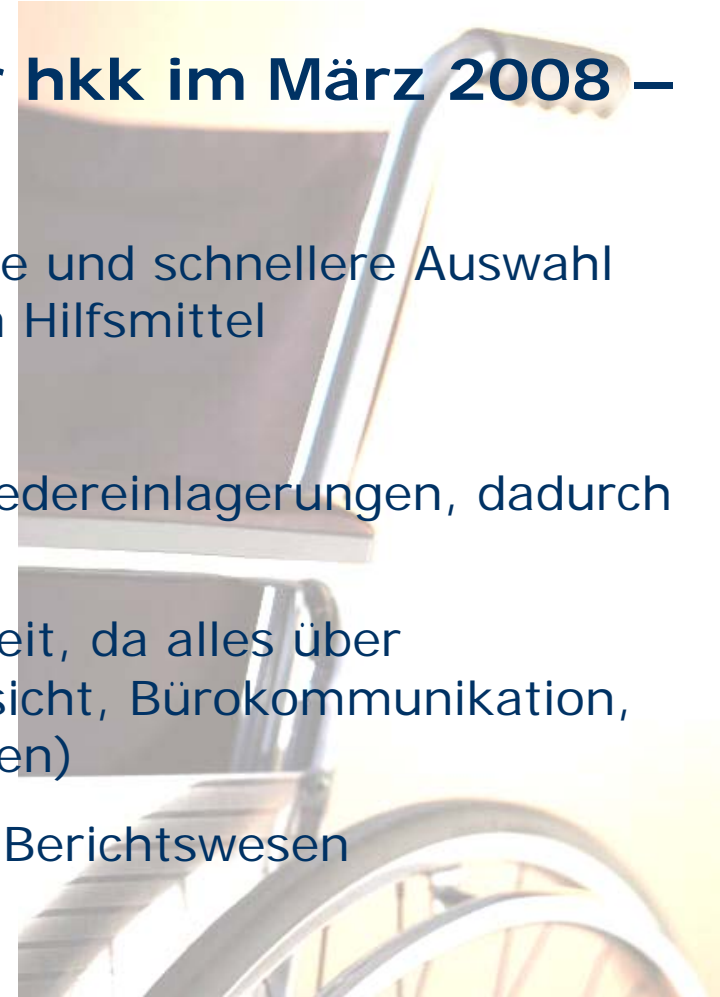 r hkk im März 2008 –
e und schnellere Auswahl
n Hilfsmittel
edereinlagerungen, dadurch
eit, da alles über
sicht, Bürokommunikation,
en)
Berichtswesen